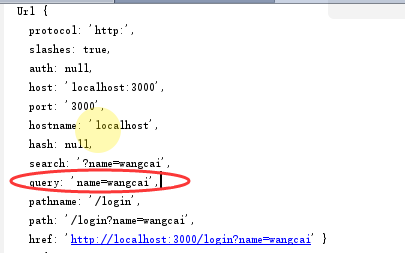 Url {
protocol: 'http:',
slashes: true,
auth: null,
host: 'localhost:3000',
port: '3000',
hostname: 'localhost',
hash: null,
search: '?name=wangcai',
query: 'name=wangcai',
pathname: '/login',
path: '/login?name=wangcai',
href: 'http://localhost:3000/login?name=wangcai' }